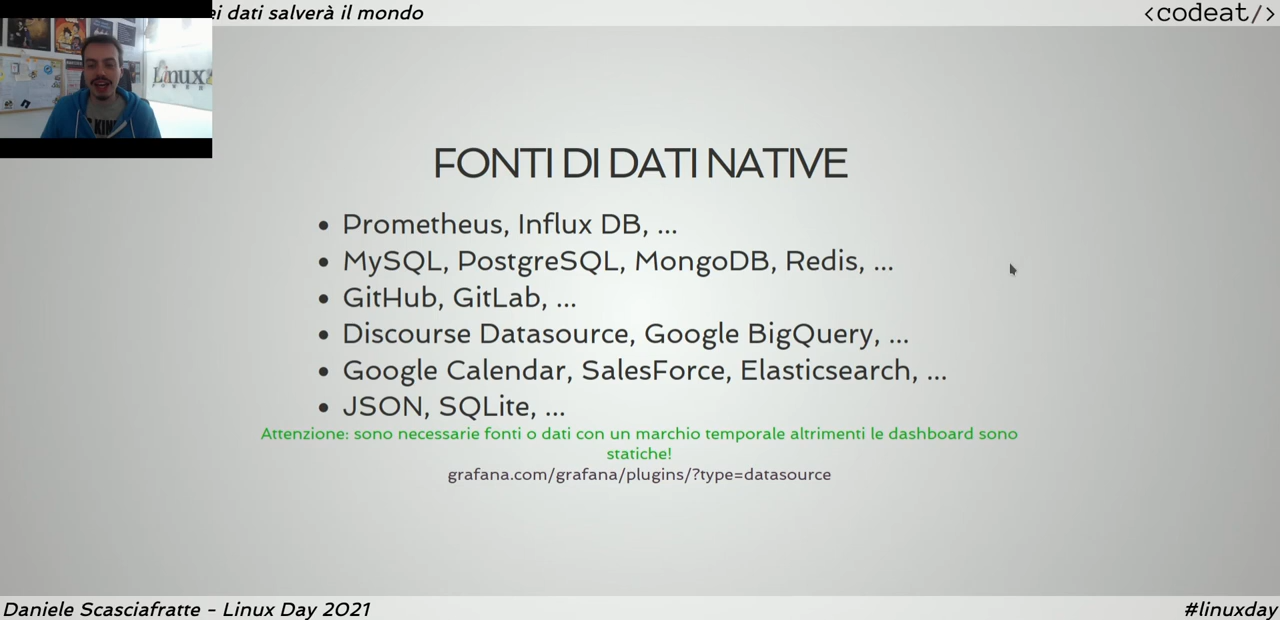 ei dati salverà il mondo
<codeat/>
Linux
FONTI DI DATI NATIVE
• Prometheus, Influx DB, ...
• MySQL, PostgreSQL, MongoDB, Redis, ...
• GitHub, GitLab, ...
• Discourse Datasource, Google BigQuery, ...
• Google Calendar, SalesForce, Elasticsearch, ...
• JSON, SQLite, ...
Attenzione: sono necessarie fonti o dati con un marchio temporale altrimenti le dashboard sono
statiche!
grafana.com/grafana/plugins/?type=datasource
Daniele Scasciafratte - Linux Day 2021
#linuxday